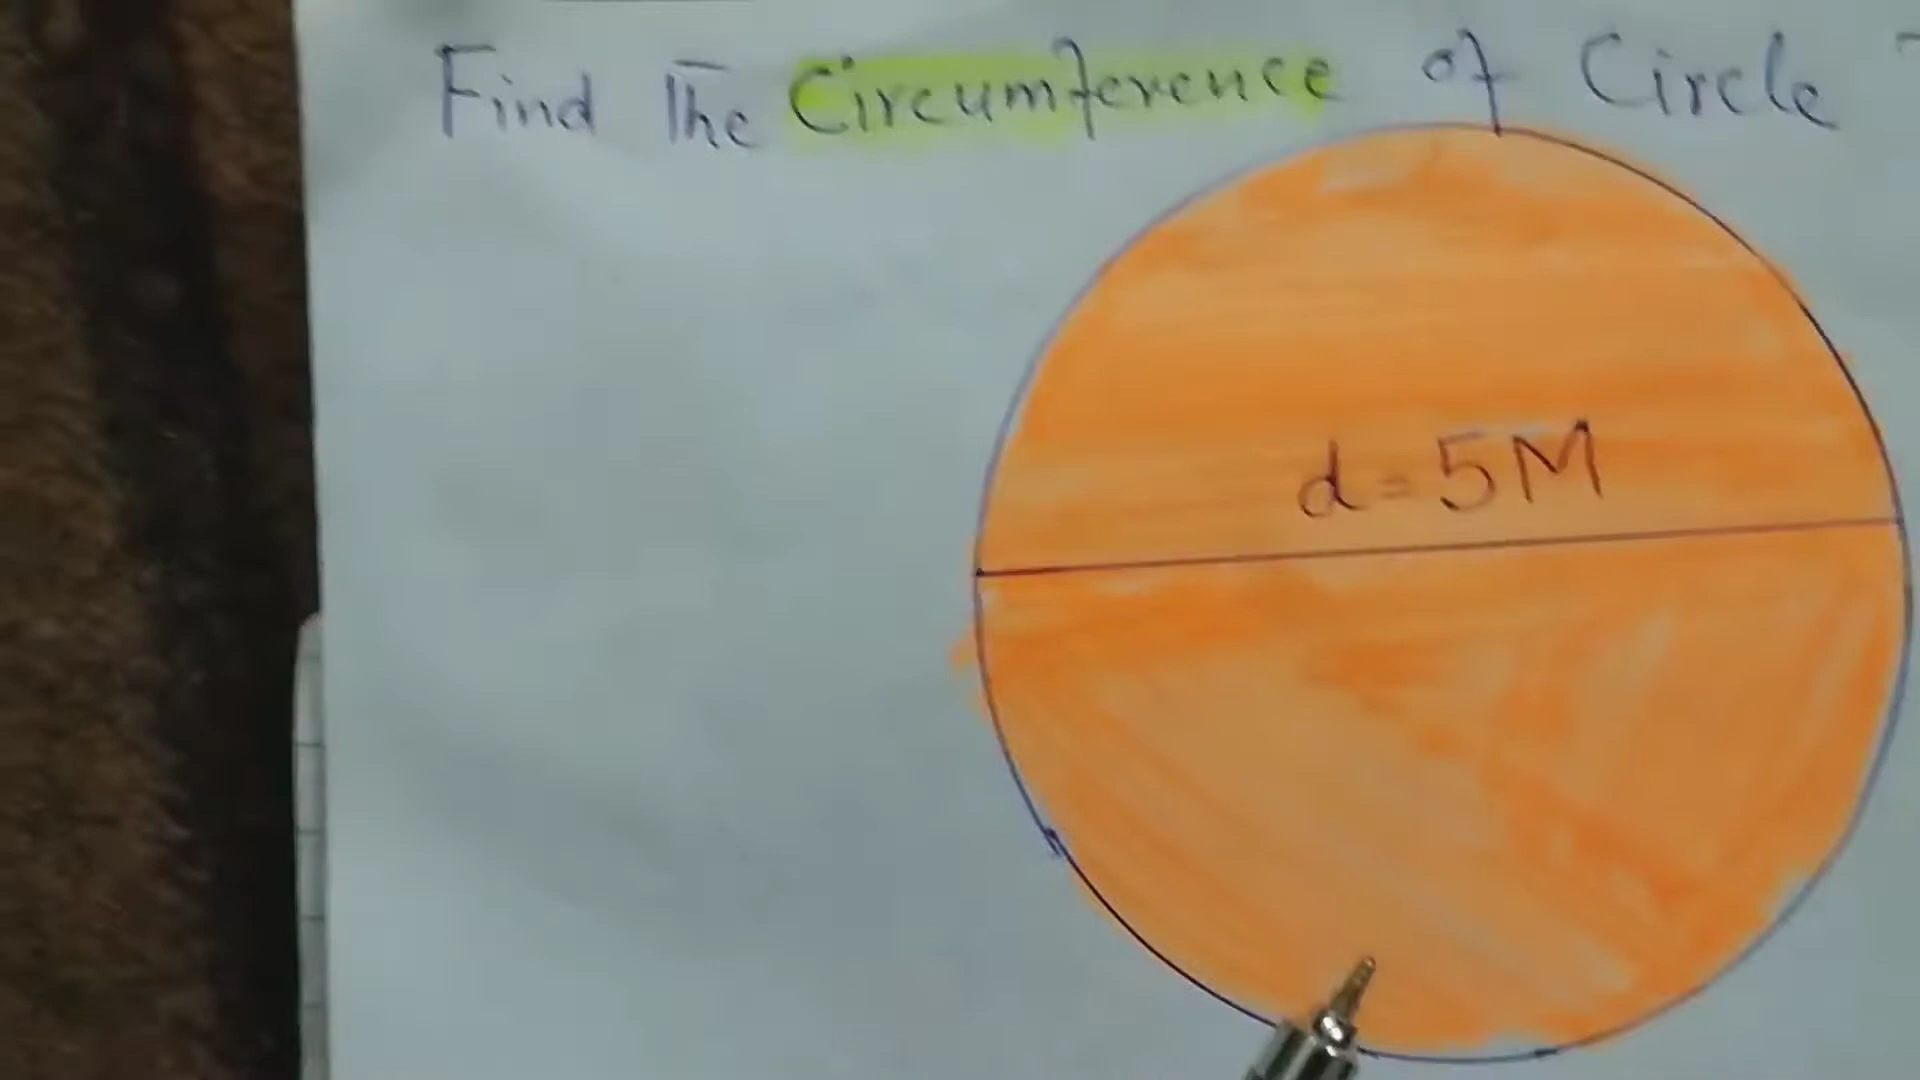 Find The Circumference of Circle
d = 5M